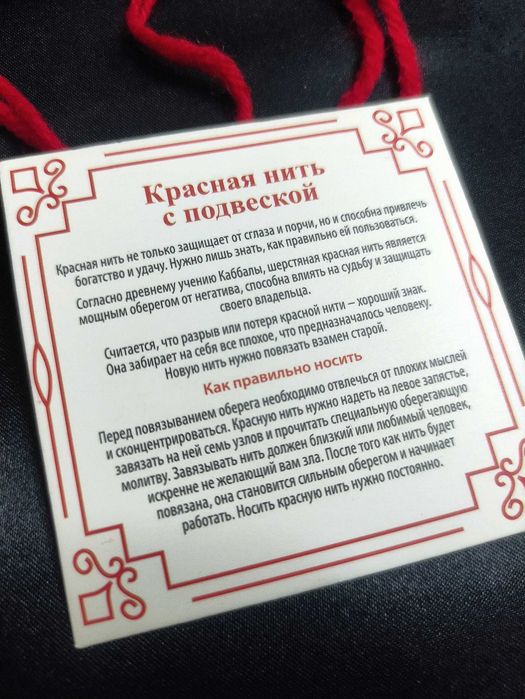 Красная нить
с подвеской
Красная нить не только защищает от сглаза и порчи, но и способна привлечь
богатство и удачу. Нужно лишь знать, как правильно ей пользоваться.
Согласно древнему учению Каббалы, шерстяная красная нить является
мощным оберегом от негатива, способна влиять на судьбу и защищать
своего владельца.
Считается, что разрыв или потеря красной нити – хороший знак.
Она забирает на себя все плохое, что предназначалось человеку.
Новую нить нужно повязать взамен старой.
Как правильно носить
Перед повязыванием оберега необходимо отвлечься от плохих мыслей
и сконцентрироваться. Красную нить нужно надеть на левое запястье,
завязать на ней семь узлов и прочитать специальную оберегающую
молитву. Завязывать нить должен близкий или любимый человек,
искренне не желающий вам зла. После того как нить будет
повязана, она становится сильным оберегом и начинает
работать. Носить красную нить нужно постоянно.